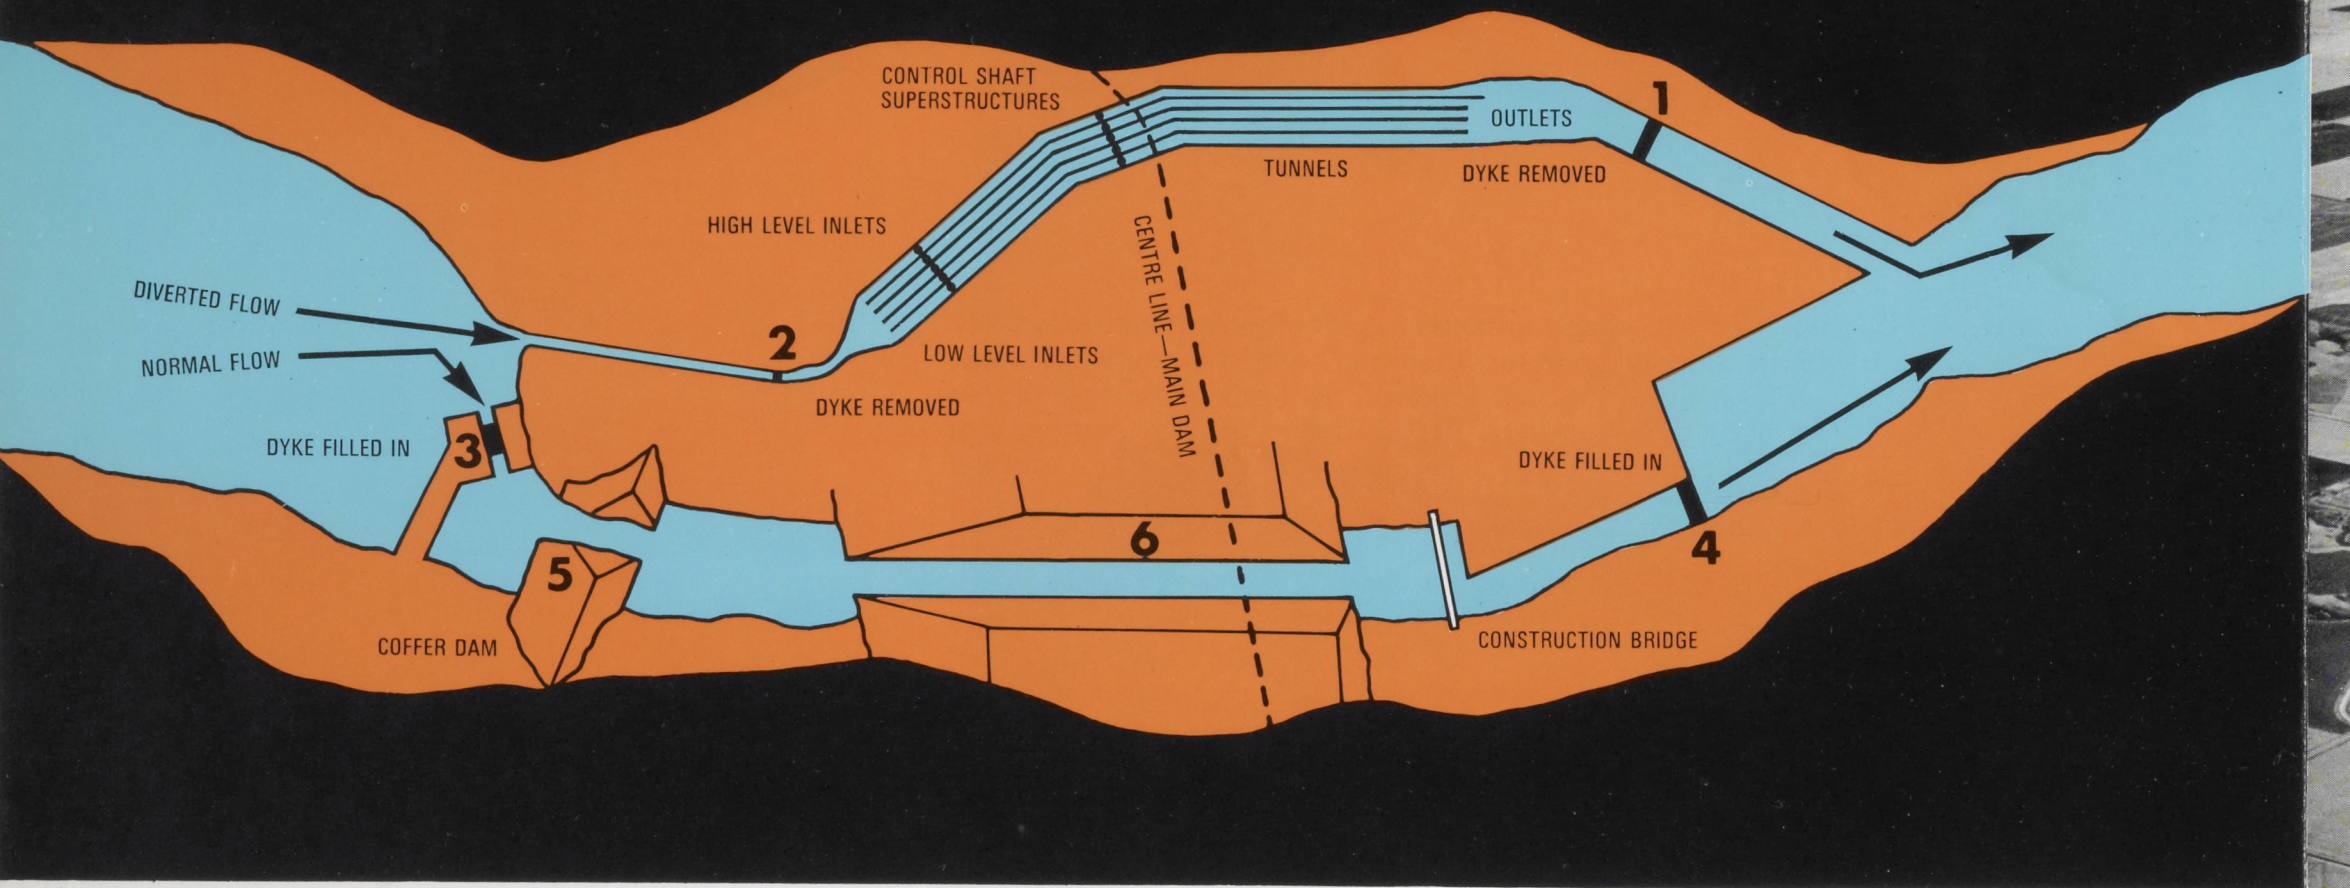 CONTROL SHAFT
SUPERSTRUCTURES
1
OUTLETS
TUNNELS
DYKE REMOVED
HIGH LEVEL INLETS
DIVERTED FLOW
NORMAL FLOW
2
LOW LEVEL INLETS
DYKE REMOVED
CENTRE LINE—MAIN DAM
DYKE FILLED IN
3
DYKE FILLED IN
4
6
5
COFFER DAM
CONSTRUCTION BRIDGE